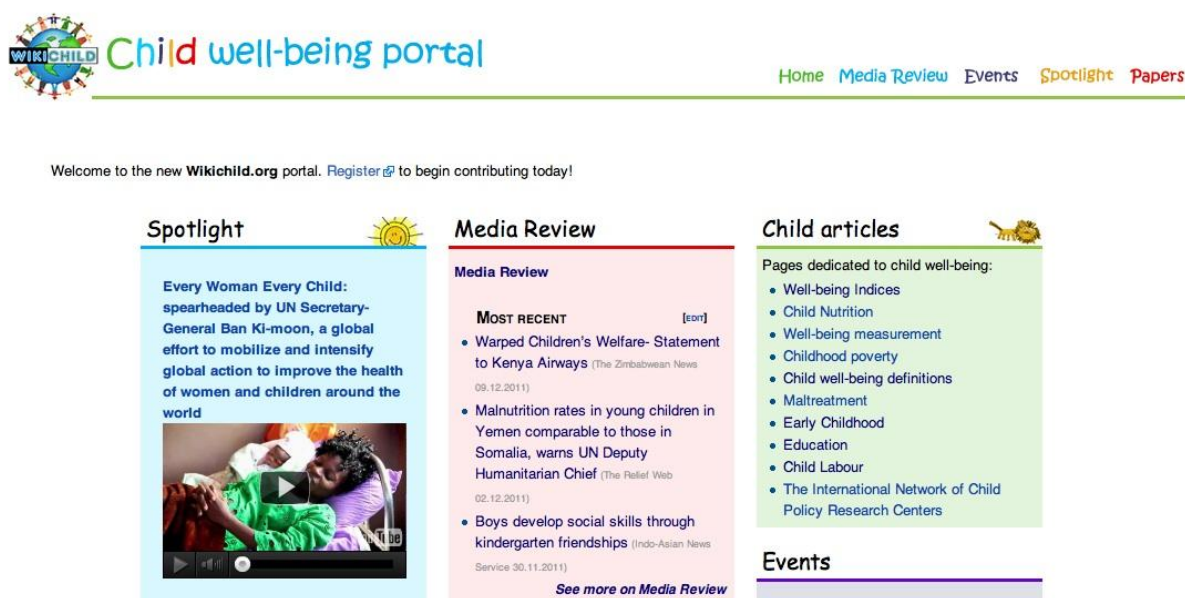 WIKICHILD
Child well-being portal
Home Media Review Events Spotlight Papers
Welcome to the new Wikichild.org portal. Register to begin contributing today!
Spotlight
Every Woman Every Child:
spearheaded by UN Secretary-
General Ban Ki-moon, a global
effort to mobilize and intensify
global action to improve the health
of women and children around the
world
Tube
Media Review
Media Review
MOST RECENT [EDIT]
Warped Children's Welfare- Statement
to Kenya Airways (The Zimbabwean News
09.12.2011)
Malnutrition rates in young children in
Yemen comparable to those in
Somalia, warns UN Deputy
Humanitarian Chief (The Relief Web
02.12.2011)
Boys develop social skills through
kindergarten friendships (Indo-Asian News
Service 30.11.2011)
See more on Media Review
Child articles
Pages dedicated to child well-being:
Well-being Indices
Child Nutrition
Well-being measurement
Childhood poverty
Child well-being definitions
Maltreatment
Early Childhood
Education
Child Labour
The International Network of Child
Policy Research Centers
Events